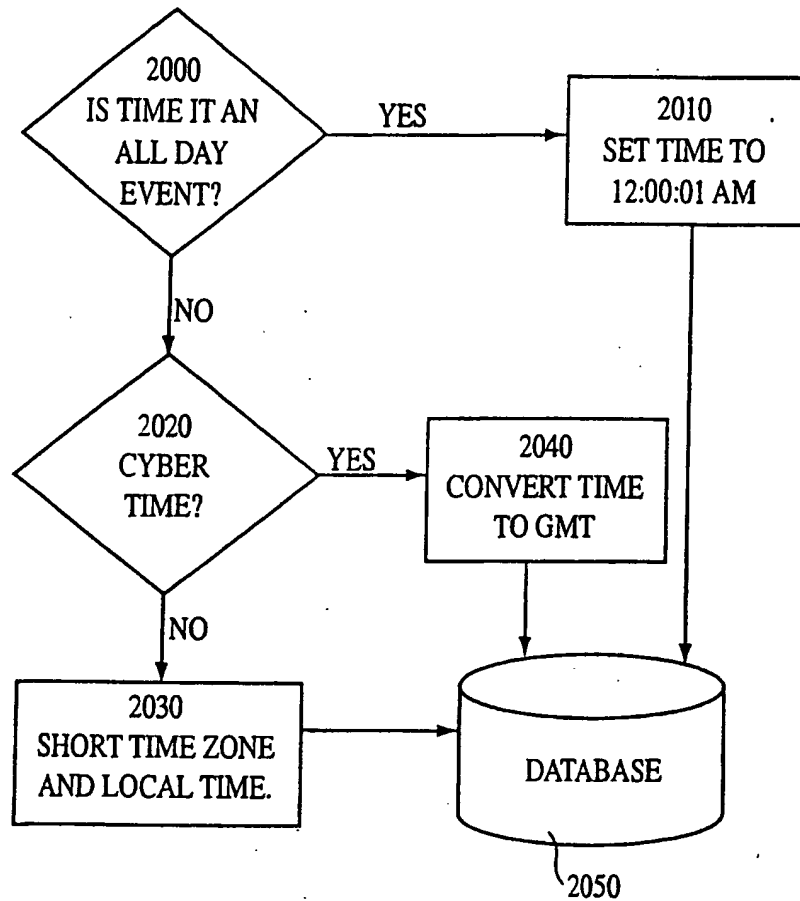 2000
IS TIME IT AN
ALL DAY
EVENT?
YES
2010
SET TIME TO
12:00:01 AM
NO
2020
CYBER
TIME?
YES
2040
CONVERT TIME
TO GMT
NO
2030
SHORT TIME ZONE
AND LOCAL TIME.
DATABASE
2050